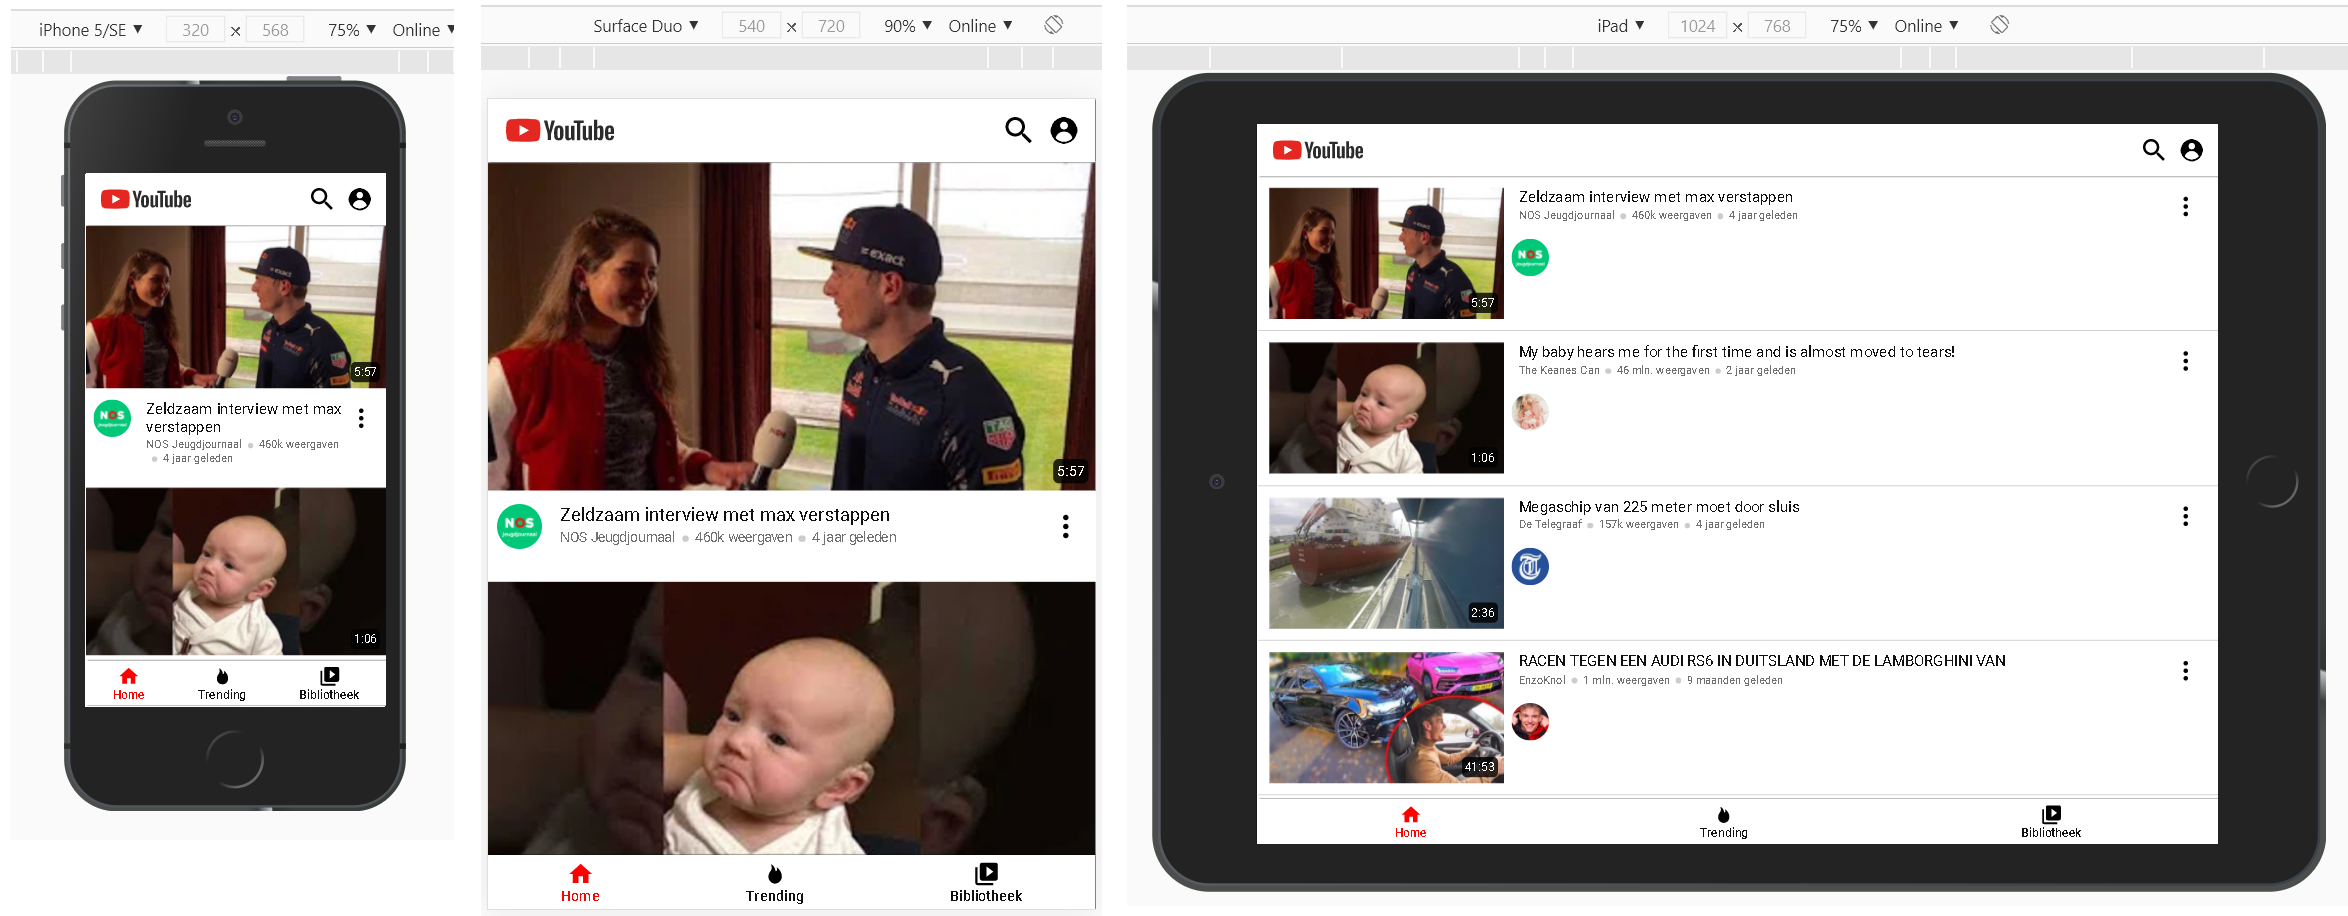 iPhone 5/SE ▼ 320 × 568 75% ▼ Online ▼
YouTube
5:57
NOS
jeugdjournaal
Zeldzaam interview met max
verstappen
NOS Jeugdjournaal ● 460k weergaven
● 4 jaar geleden
1:06
Home Trending Bibliotheek
Surface Duo ▼ 540 × 720 90% ▼ Online ▼
YouTube
exact
5:57
NOS
jeugdjournaal
Zeldzaam interview met max verstappen
NOS Jeugdjournaal ● 460k weergaven ● 4 jaar geleden
Home Trending Bibliotheek
iPad ▼ 1024 × 768 75% ▼ Online ▼
YouTube
5:57
Zeldzaam interview met max verstappen
NOS Jeugdjournaal ● 460k weergaven ● 4 jaar geleden
NOS
jeugdjournaal
1:06
My baby hears me for the first time and is almost moved to tears!
The Keanes Can ● 46 mln. weergaven ● 2 jaar geleden
2:36
Megaschip van 225 meter moet door sluis
De Telegraaf ● 157k weergaven ● 4 jaar geleden
T
41:53
RACEN TEGEN EEN AUDI RS6 IN DUITSLAND MET DE LAMBORGHINI VAN
EnzoKnol ● 1 mln. weergaven ● 9 maanden geleden
Home Trending Bibliotheek